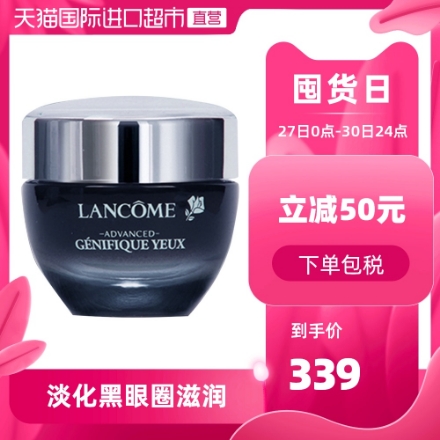 天猫国际进口超市 直营
囤货日
27日0点-30日24点
LANCÔME
-ADVANCED-
GÉNIFIQUE YEUX
立减50元
下单包税
到手价
339
淡化黑眼圈滋润